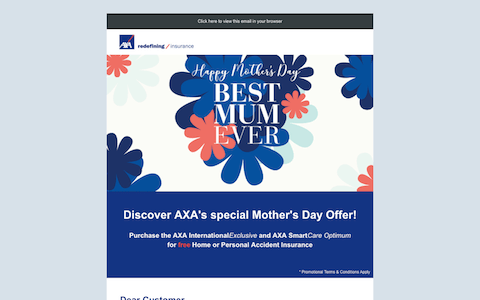 Click here to view this email in your browser
AXA
redefining / insurance
Happy Mother's Day
BEST
MUM
EVER
Discover AXA's special Mother's Day Offer!
Purchase the AXA InternationalExclusive and AXA SmartCare Optimum
for free Home or Personal Accident Insurance
* Promotional Terms & Conditions Apply
Dear Customer